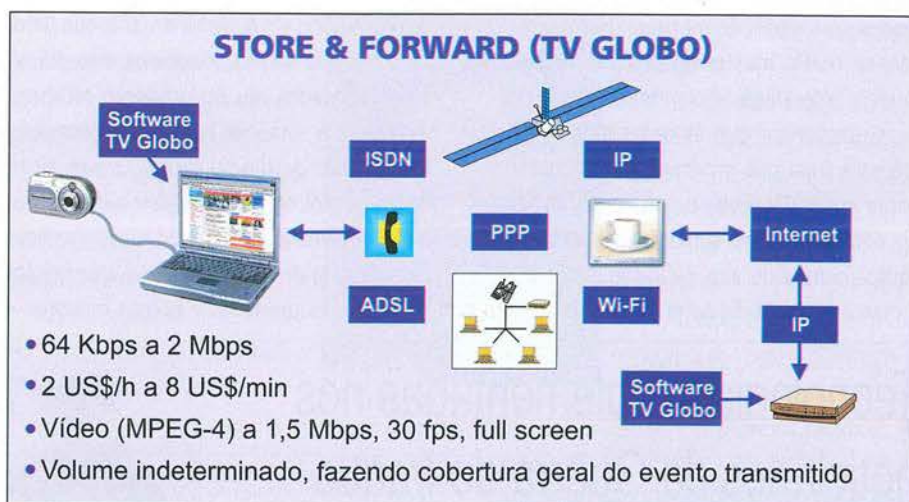 STORE & FORWARD (TV GLOBO)
Software
TV Globo
ISDN
IP
PPP
Internet
ADSL
Wi-Fi
IP
Software
TV Globo
• 64 Kbps a 2 Mbps
• 2 US$/h a 8 US$/min
• Vídeo (MPEG-4) a 1,5 Mbps, 30 fps, full screen
• Volume indeterminado, fazendo cobertura geral do evento transmitido